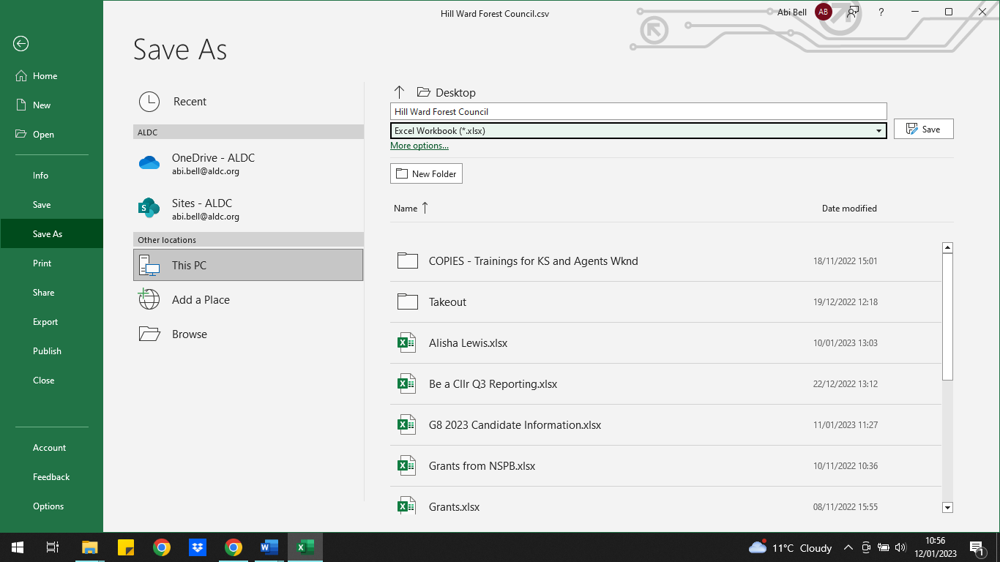 Hill Ward Forest Council.csv
Abi Bell
AB
?
Save As
Home
New
Open
Info
Save
Save As
Print
Share
Export
Publish
Close
Account
Feedback
Options
Recent
ALDC
OneDrive - ALDC
abi.bell@aldc.org
S
Sites - ALDC
abi.bell@aldc.org
Other locations
This PC
Add a Place
Browse
Desktop
Hill Ward Forest Council
Excel Workbook (*.xlsx)
Save
More options...
New Folder
Name
Date modified
COPIES - Trainings for KS and Agents Wknd
18/11/2022 15:01
Takeout
19/12/2022 12:18
Alisha Lewis.xlsx
10/01/2023 13:03
Be a Cllr Q3 Reporting.xlsx
22/12/2022 13:12
G8 2023 Candidate Information.xlsx
11/01/2023 11:27
Grants from NSPB.xlsx
10/11/2022 10:36
Grants.xlsx
08/11/2022 15:55
11°C Cloudy
10:56
12/01/2023
1